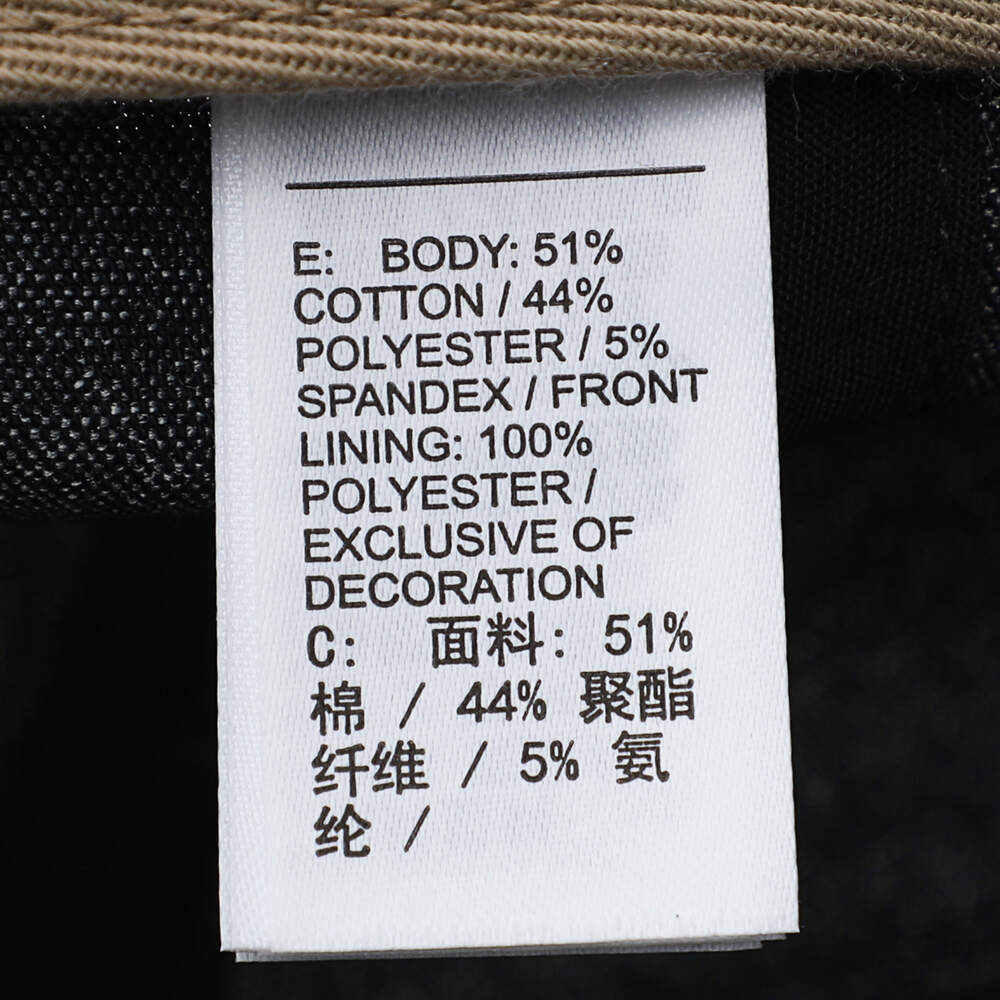 E: BODY: 51%
COTTON / 44%
POLYESTER / 5%
SPANDEX / FRONT
LINING: 100%
POLYESTER /
EXCLUSIVE OF
DECORATION
C: 面料: 51%
棉 / 44% 聚酯
纤维 / 5% 氨
纶 /